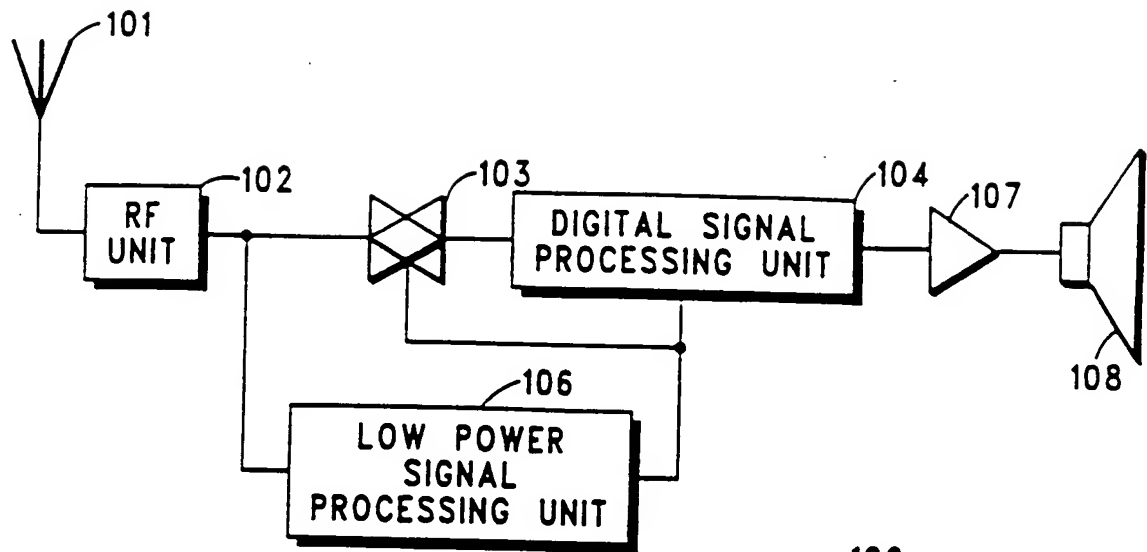 101
RF
UNIT
102
103
DIGITAL SIGNAL
PROCESSING UNIT
104
107
108
106
LOW POWER
SIGNAL
PROCESSING UNIT